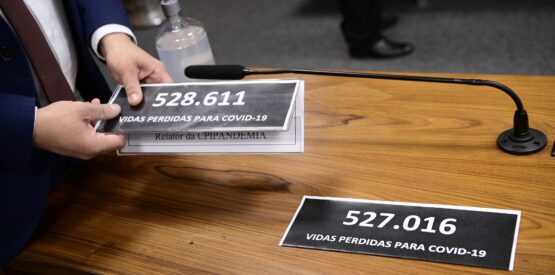 528.611
VIDAS PERDIDAS PARA COVID-19
Relator da CPIPANDEMIA
527.016
VIDAS PERDIDAS PARA COVID-19